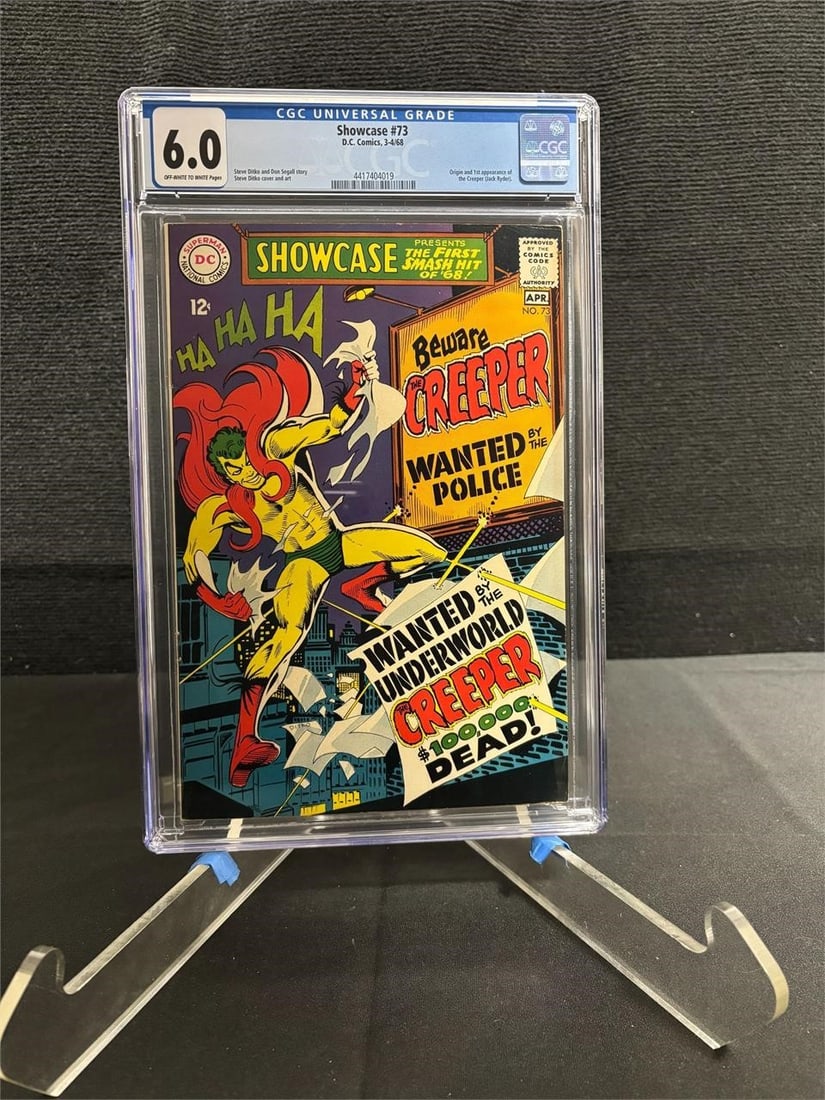 CGC UNIVERSAL GRADE
6.0
OFF-WHITE TO WHITE Pages
Showcase #73
D.C. Comics, 3-4/68
Steve Ditko and Don Segall story
Steve Ditko cover and art
4417404019
Origin and 1st appearance of
the Creeper (Jack Ryder).
CGC
SUPERMAN
DC
NATIONAL COMICS
SHOWCASE
PRESENTS
THE FIRST
SMASH HIT
OF '68!
APPROVED
BY THE
COMICS
CODE
AUTHORITY
APR.
NO. 73
12¢
HA HA HA
Beware
THE
CREEPER
WANTED BY THE
POLICE
WANTED BY THE
UNDERWORLD
THE
CREEPER
$100,000
DEAD!